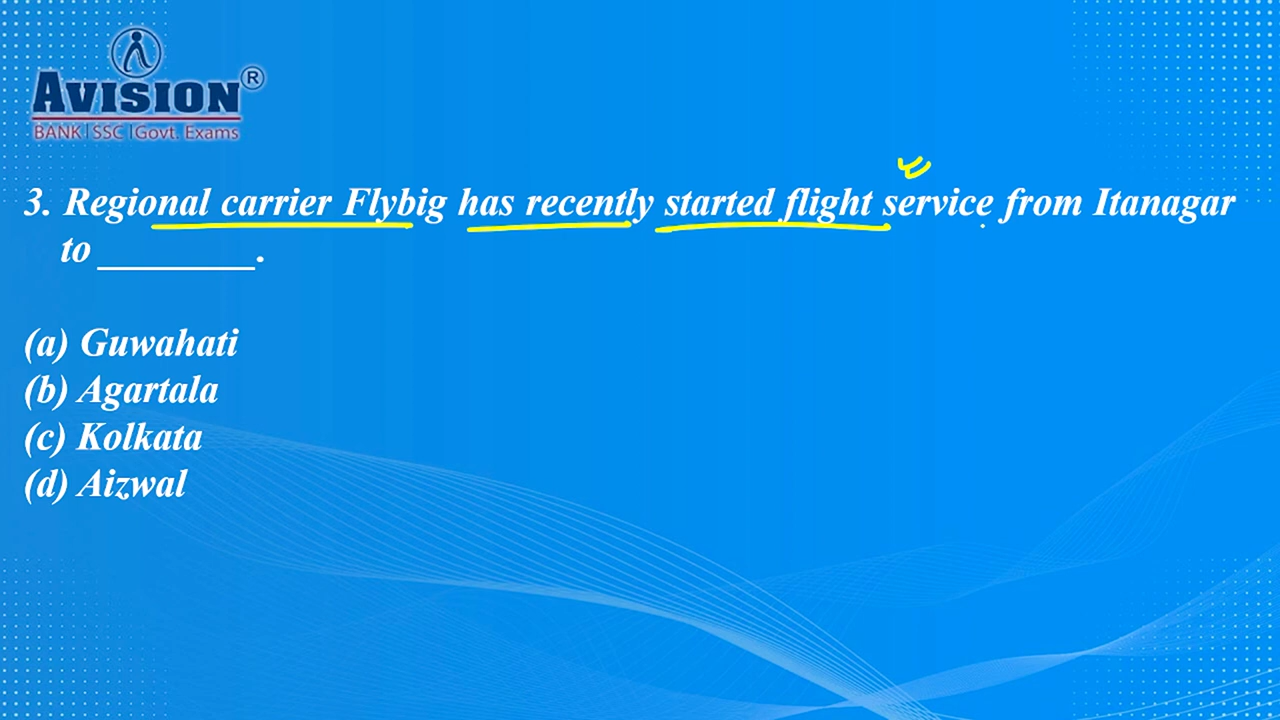 AVISION®
BANK | SSC | Govt. Exams
3. Regional carrier Flybig has recently started flight service from Itanagar
to ________.
(a) Guwahati
(b) Agartala
(c) Kolkata
(d) Aizwal